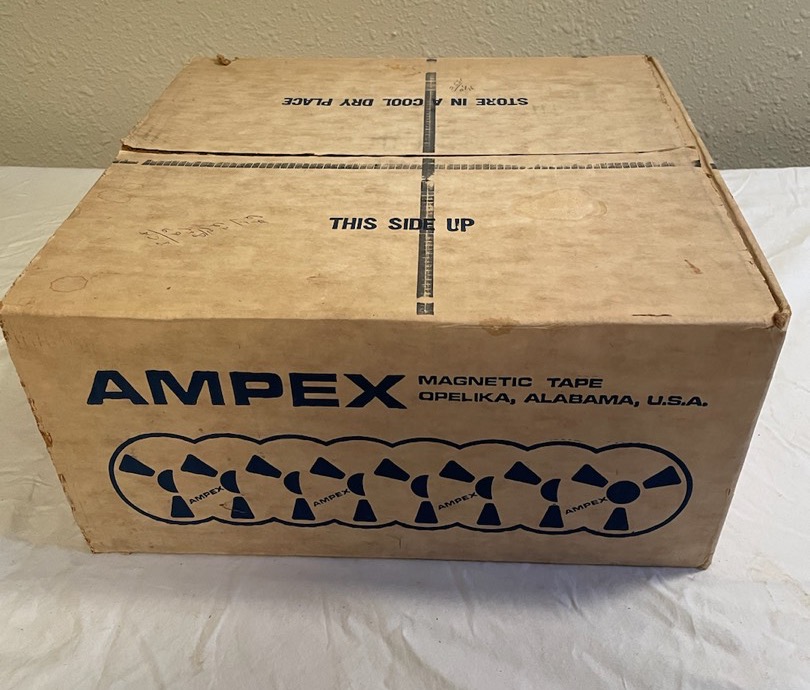 STORE IN A COOL DRY PLACE
THIS SIDE UP
AMPEX
MAGNETIC TAPE
OPELIKA, ALABAMA, U.S.A.
AMPEX
AMPEX
AMPEX
AMPEX